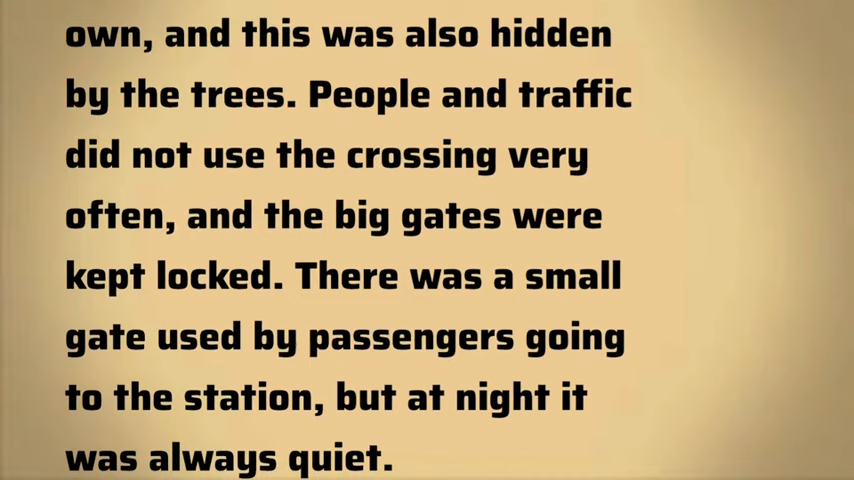 own, and this was also hidden
by the trees. People and traffic
did not use the crossing very
often, and the big gates were
kept locked. There was a small
gate used by passengers going
to the station, but at night it
was always quiet.